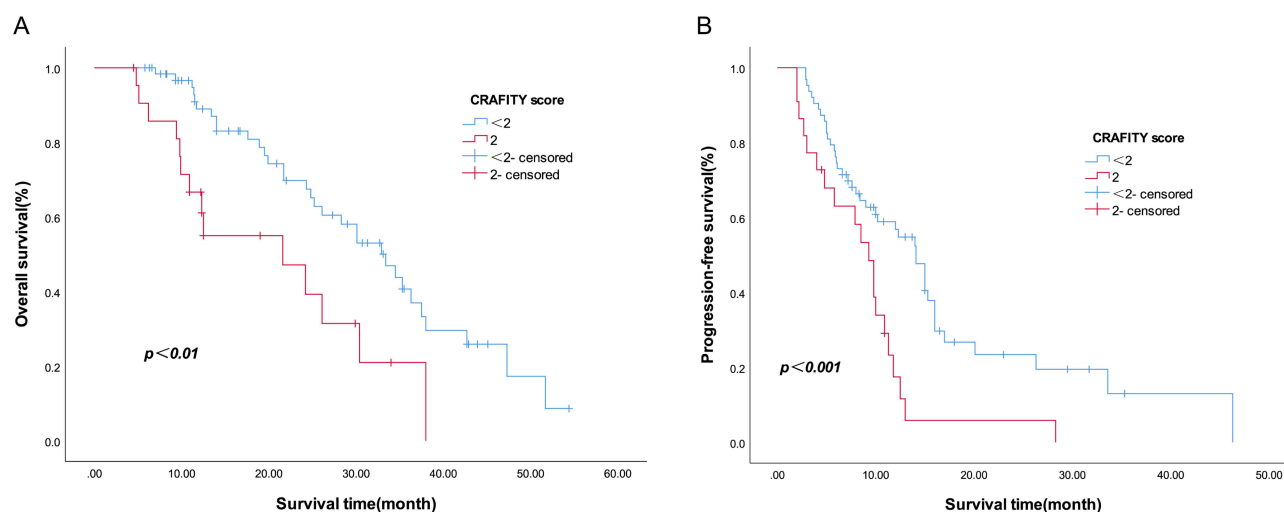 A
Overall survival(%)
1.0
0.8
0.6
0.4
0.2
0.0
CRAFITY score
<2
2
<2- censored
2- censored
p<0.01
.00 10.00 20.00 30.00 40.00 50.00 60.00
Survival time(month)
B
Progression-free survival(%)
1.0
0.8
0.6
0.4
0.2
0.0
CRAFITY score
<2
2
<2- censored
2- censored
p<0.001
.00 10.00 20.00 30.00 40.00 50.00
Survival time(month)